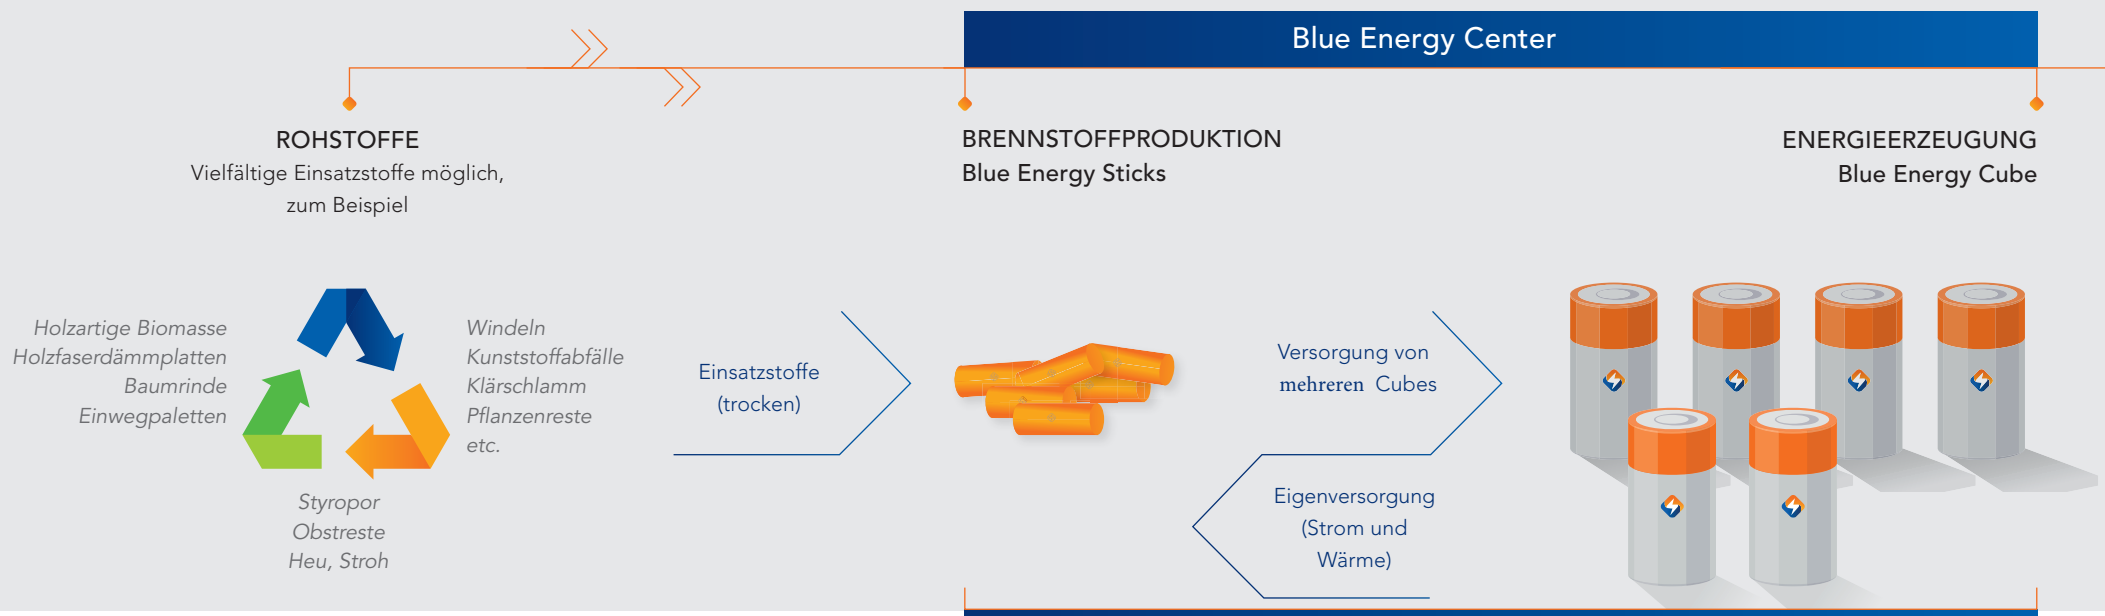 Blue Energy Center
ROHSTOFFE
Vielfältige Einsatzstoffe möglich,
zum Beispiel
BRENNSTOFFPRODUKTION
Blue Energy Sticks
ENERGIEERZEUGUNG
Blue Energy Cube
Holzartige Biomasse
Holzfaserdämmplatten
Baumrinde
Einwegpaletten
Windeln
Kunststoffabfälle
Klärschlamm
Pflanzenreste
etc.
Styropor
Obstreste
Heu, Stroh
Einsatzstoffe
(trocken)
Versorgung von
mehreren Cubes
Eigenversorgung
(Strom und
Wärme)